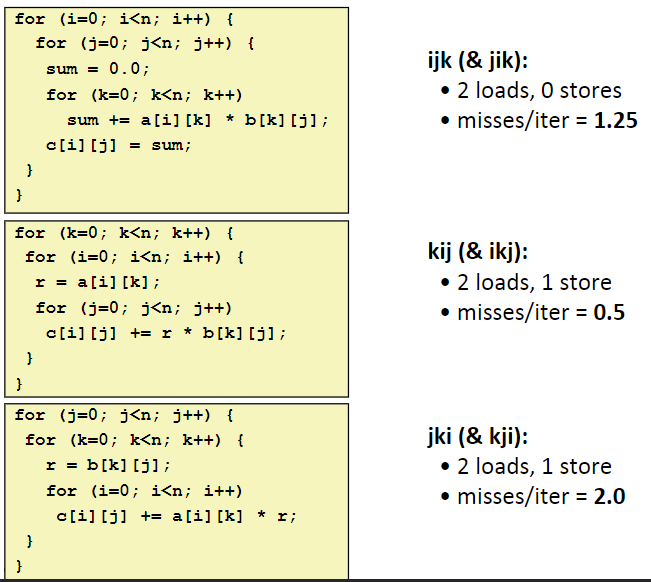 for (i=0; i<n; i++) {
for (j=0; j<n; j++) {
sum = 0.0;
for (k=0; k<n; k++)
sum += a[i][k] * b[k][j];
c[i][j] = sum;
}
}
ijk (& jik):
• 2 loads, 0 stores
• misses/iter = 1.25
for (k=0; k<n; k++) {
for (i=0; i<n; i++) {
r = a[i][k];
for (j=0; j<n; j++)
c[i][j] += r * b[k][j];
}
}
kij (& ikj):
• 2 loads, 1 store
• misses/iter = 0.5
for (j=0; j<n; j++) {
for (k=0; k<n; k++) {
r = b[k][j];
for (i=0; i<n; i++)
c[i][j] += a[i][k] * r;
}
}
jki (& kji):
• 2 loads, 1 store
• misses/iter = 2.0